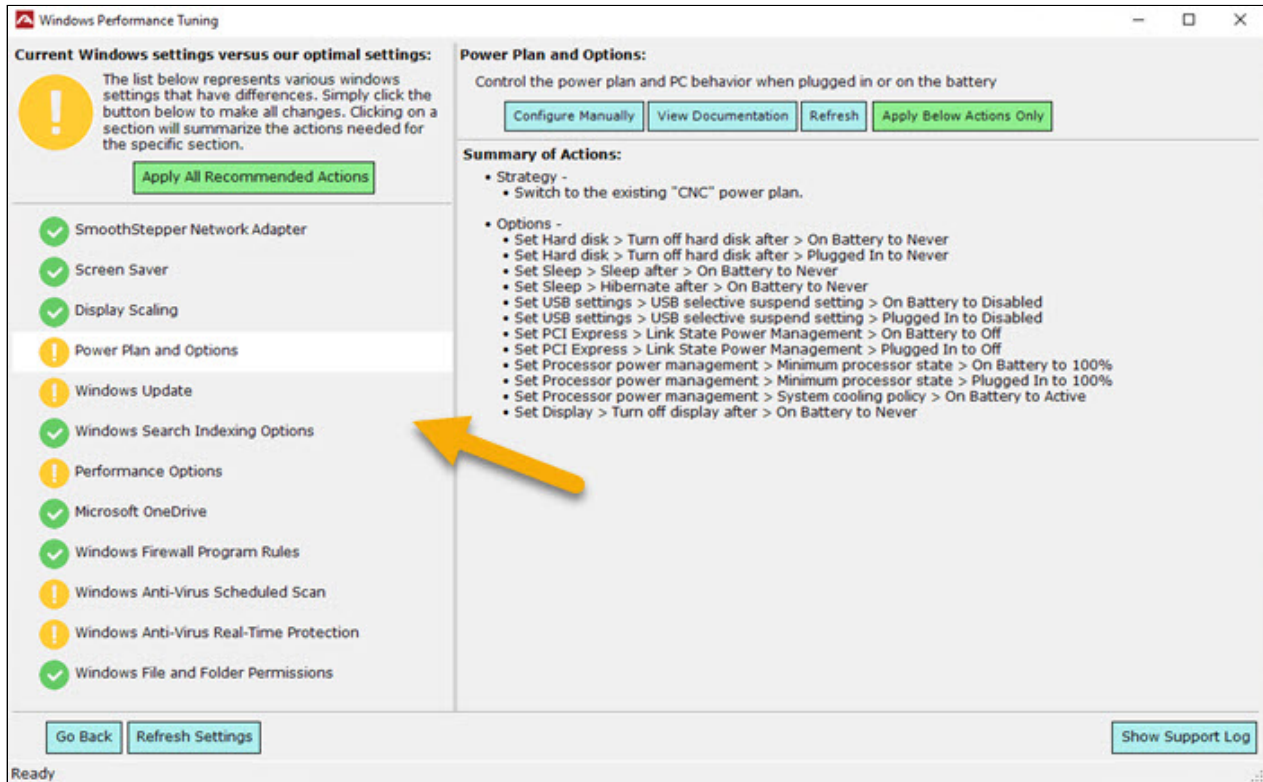 Windows Performance Tuning
Current Windows settings versus our optimal settings:
The list below represents various windows
settings that have differences. Simply click the
button below to make all changes. Clicking on a
section will summarize the actions needed for
the specific section.
Apply All Recommended Actions
SmoothStepper Network Adapter
Screen Saver
Display Scaling
Power Plan and Options
Windows Update
Windows Search Indexing Options
Performance Options
Microsoft OneDrive
Windows Firewall Program Rules
Windows Anti-Virus Scheduled Scan
Windows Anti-Virus Real-Time Protection
Windows File and Folder Permissions
Power Plan and Options:
Control the power plan and PC behavior when plugged in or on the battery
Configure Manually View Documentation Refresh Apply Below Actions Only
Summary of Actions:
• Strategy -
• Switch to the existing "CNC" power plan.
• Options -
• Set Hard disk > Turn off hard disk after > On Battery to Never
• Set Hard disk > Turn off hard disk after > Plugged In to Never
• Set Sleep > Sleep after > On Battery to Never
• Set Sleep > Hibernate after > On Battery to Never
• Set USB settings > USB selective suspend setting > On Battery to Disabled
• Set USB settings > USB selective suspend setting > Plugged In to Disabled
• Set PCI Express > Link State Power Management > On Battery to Off
• Set PCI Express > Link State Power Management > Plugged In to Off
• Set Processor power management > Minimum processor state > On Battery to 100%
• Set Processor power management > Minimum processor state > Plugged In to 100%
• Set Processor power management > System cooling policy > On Battery to Active
• Set Display > Turn off display after > On Battery to Never
Go Back Refresh Settings Show Support Log
Ready